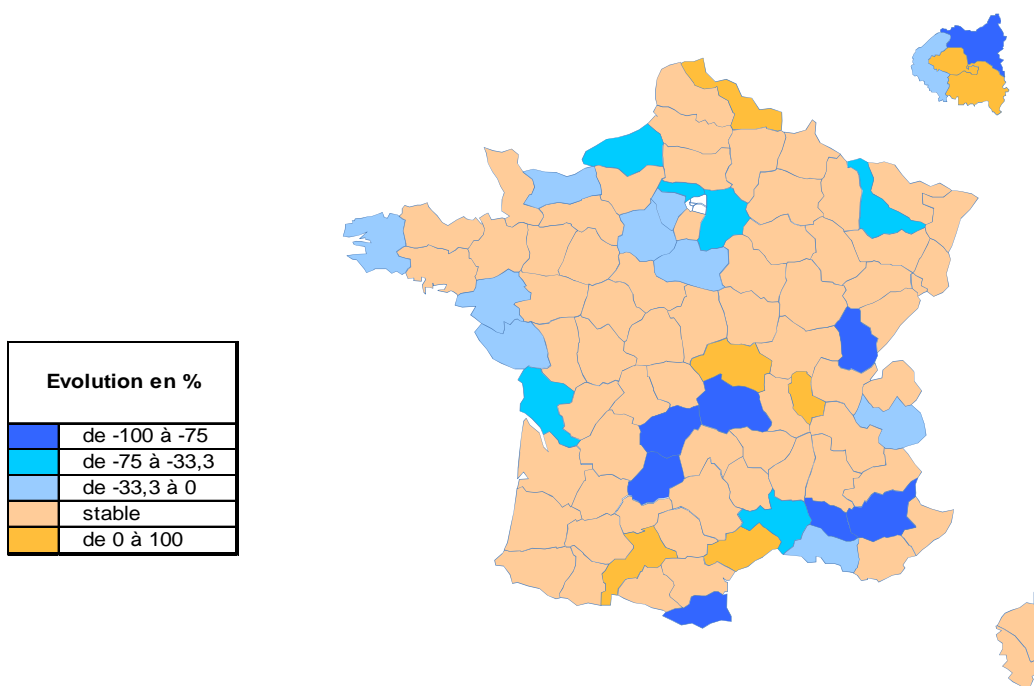 Evolution en %
de -100 à -75
de -75 à -33,3
de -33,3 à 0
stable
de 0 à 100